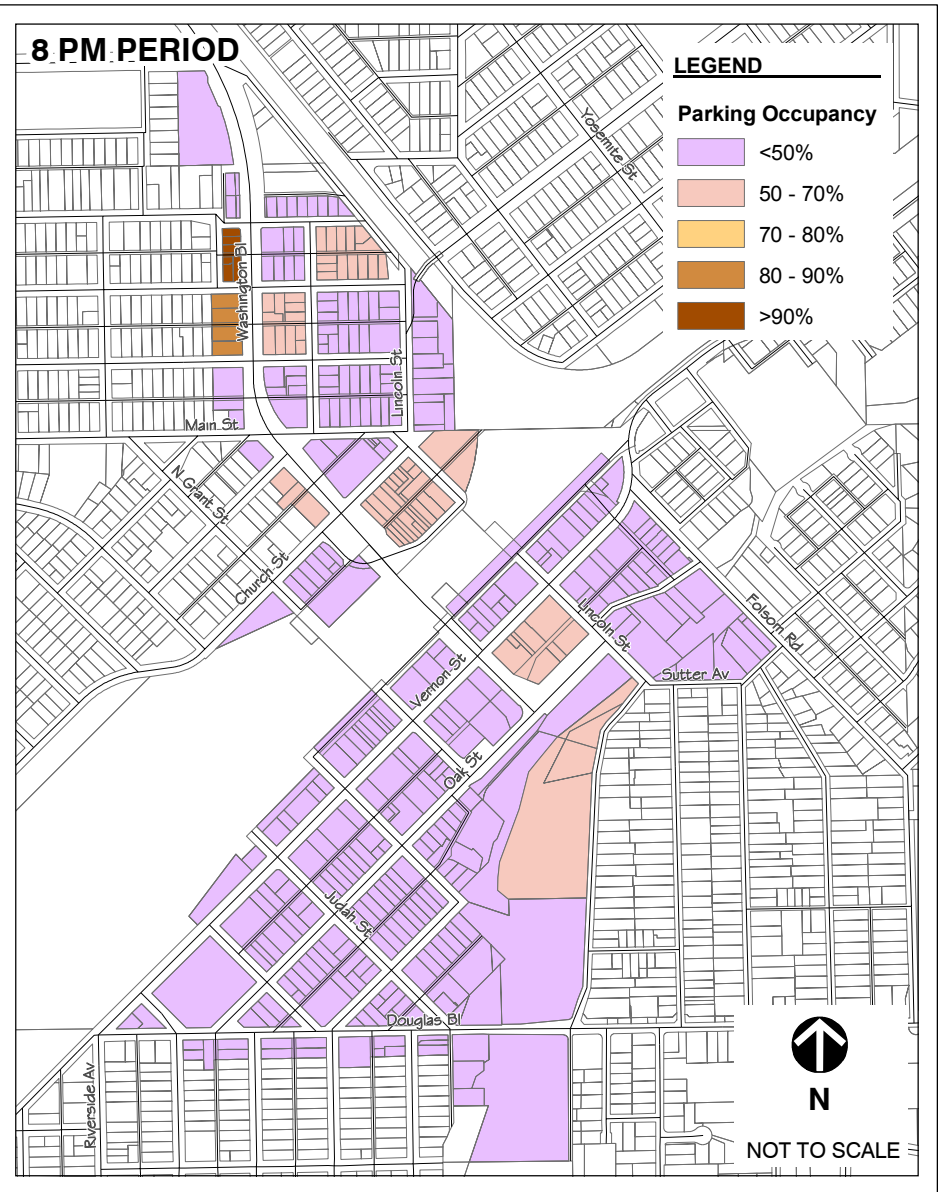 8 PM PERIOD
LEGEND
Parking Occupancy
<50%
50 - 70%
70 - 80%
80 - 90%
>90%
Yosemite St
Washington Bl
Lincoln St
Main St
N Grant St
Church St
Lincoln St
Folsom Rd
Sutter Av
Vernon St
Oak St
Judah St
Douglas Bl
Riverside Av
N
NOT TO SCALE